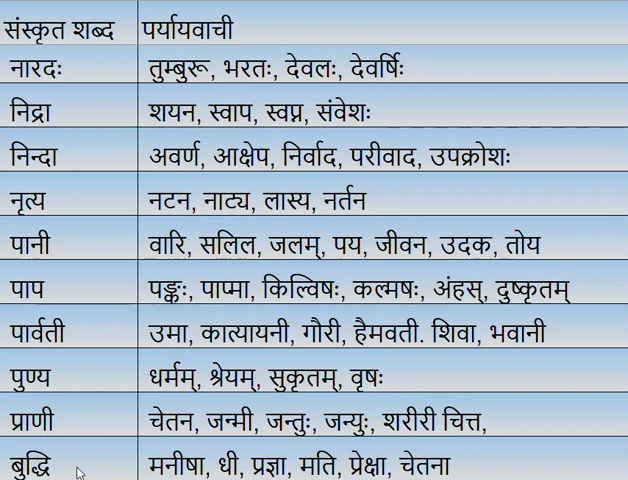 संस्कृत शब्द पर्यायवाची
नारदः तुम्बुरू, भरतः, देवलः, देवर्षिः
निद्रा शयन, स्वाप, स्वप्न, संवेशः
निन्दा अवर्ण, आक्षेप, निर्वाद, परीवाद, उपक्रोशः
नृत्य नटन, नाट्य, लास्य, नर्तन
पानी वारि, सलिल, जलम्, पय, जीवन, उदक, तोय
पाप पङ्कः, पाप्मा, किल्विषः, कल्मषः, अंहस्, दुष्कृतम्
पार्वती उमा, कात्यायनी, गौरी, हैमवती. शिवा, भवानी
पुण्य धर्मम्, श्रेयम्, सुकृतम्, वृषः
प्राणी चेतन, जन्मी, जन्तुः, जन्युः, शरीरी चित्त,
बुद्धि मनीषा, धी, प्रज्ञा, मति, प्रेक्षा, चेतना